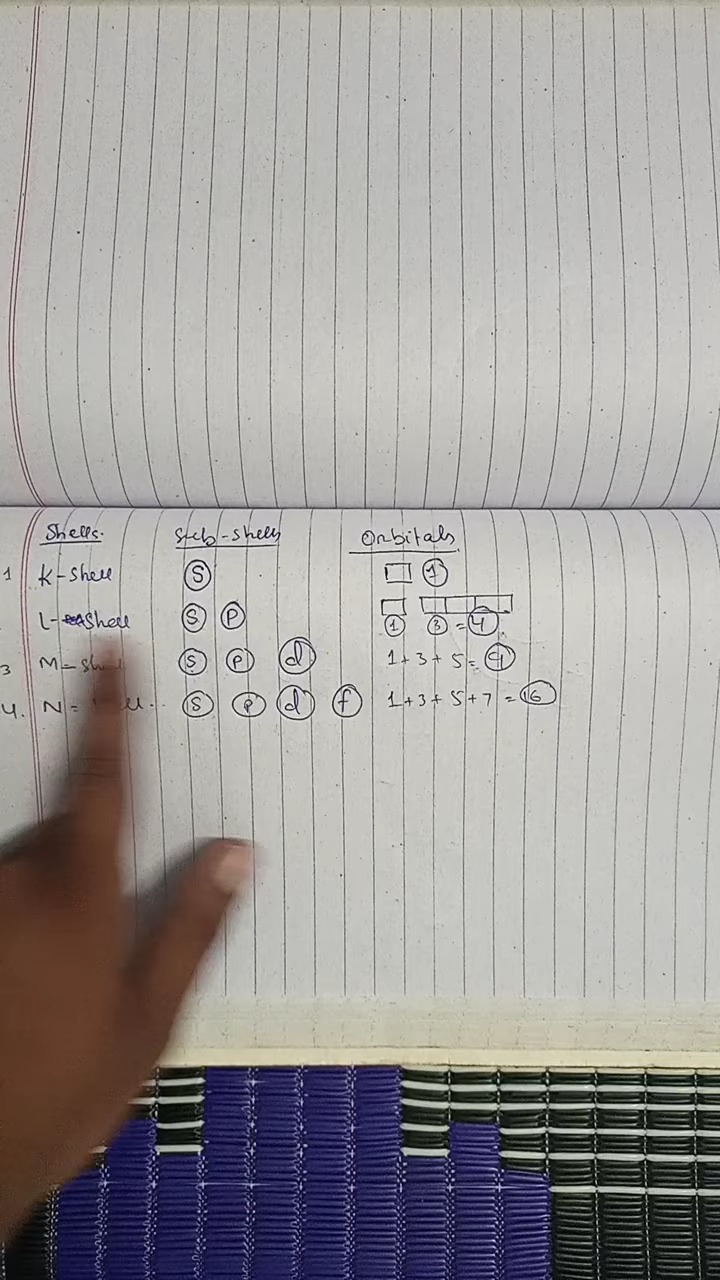 Shells. Sub-shells Orbitals
1 K-Shell S 1
L-Shell S P 1 3 = 4
3 M-Sh S P d 1+3+5=9
4. N= S P d f 1+3+5+7=16